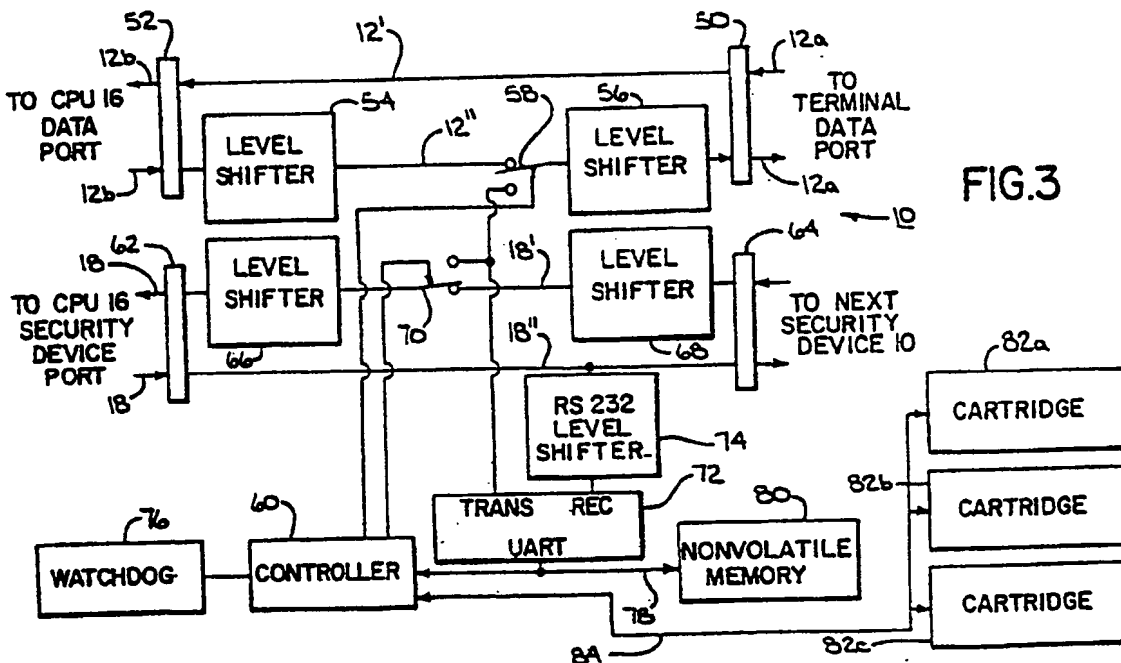 52
12'
50
12b
12a
TO CPU 16
DATA
PORT
54
58
56
TO
TERMINAL
DATA
PORT
LEVEL
SHIFTER
12"
LEVEL
SHIFTER
12b
12a
FIG.3
10
62
64
18
LEVEL
SHIFTER
18'
LEVEL
SHIFTER
TO CPU 16
SECURITY
DEVICE
PORT
70
TO NEXT
SECURITY
DEVICE 10
66
18"
68
18
82a
RS 232
LEVEL
SHIFTER
74
CARTRIDGE
72
82b
76
60
TRANS REC
UART
80
CARTRIDGE
WATCHDOG
CONTROLLER
NONVOLATILE
MEMORY
78
CARTRIDGE
84
82c